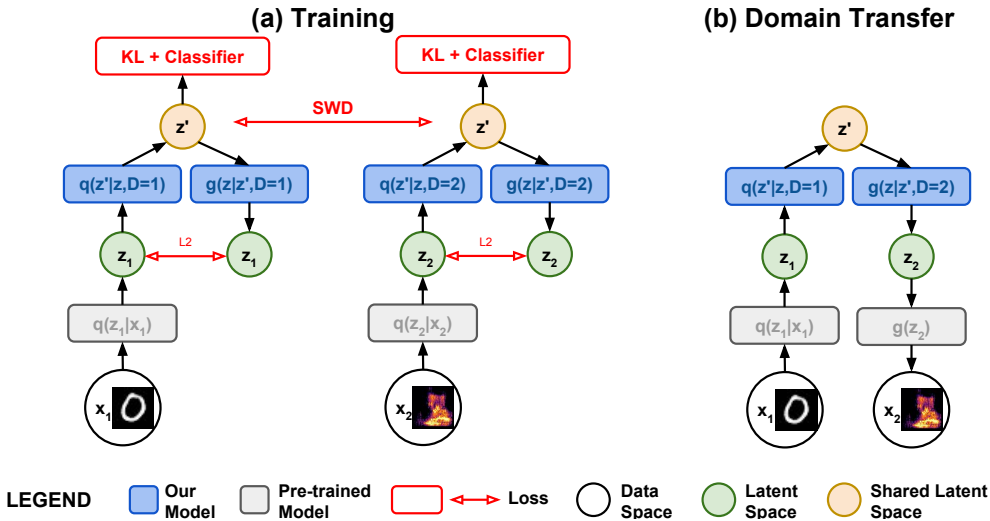 (a) Training
(b) Domain Transfer
KL + Classifier
KL + Classifier
SWD
z'
z'
z'
q(z'|z,D=1)
g(z|z',D=1)
q(z'|z,D=2)
g(z|z',D=2)
q(z'|z,D=1)
g(z|z',D=2)
z₁
L2
z₁
z₂
L2
z₂
z₁
z₂
q(z₁|x₁)
q(z₂|x₂)
q(z₁|x₁)
g(z₂)
x₁
x₂
x₁
x₂
LEGEND
Our
Model
Pre-trained
Model
Loss
Data
Space
Latent
Space
Shared Latent
Space